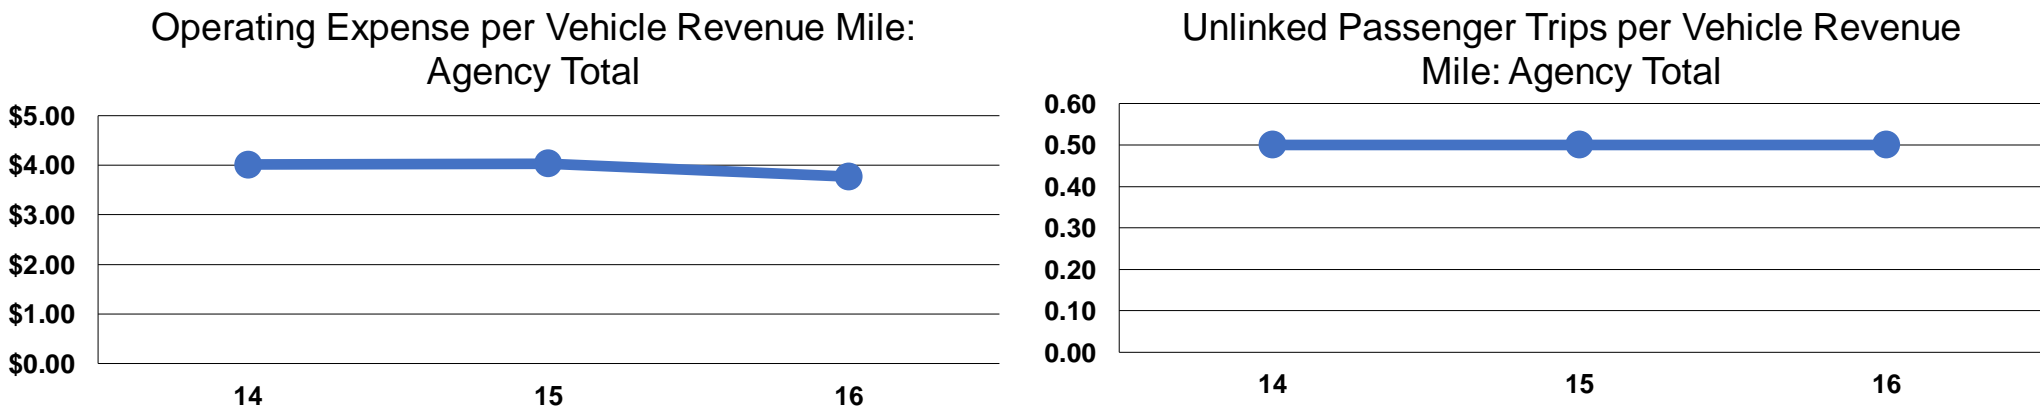 Operating Expense per Vehicle Revenue Mile:
Agency Total
$5.00
$4.00
$3.00
$2.00
$1.00
$0.00
14 15 16
Unlinked Passenger Trips per Vehicle Revenue
Mile: Agency Total
0.60
0.50
0.40
0.30
0.20
0.10
0.00
14 15 16